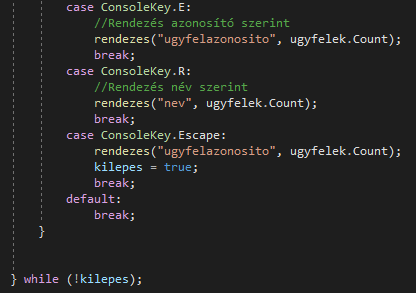 case ConsoleKey.E:
//Rendezés azonosító szerint
rendezes("ugyfelazonosito", ugyfelek.Count);
break;
case ConsoleKey.R:
//Rendezés név szerint
rendezes("nev", ugyfelek.Count);
break;
case ConsoleKey.Escape:
rendezes("ugyfelazonosito", ugyfelek.Count);
kilepes = true;
break;
default:
break;
}
} while (!kilepes);